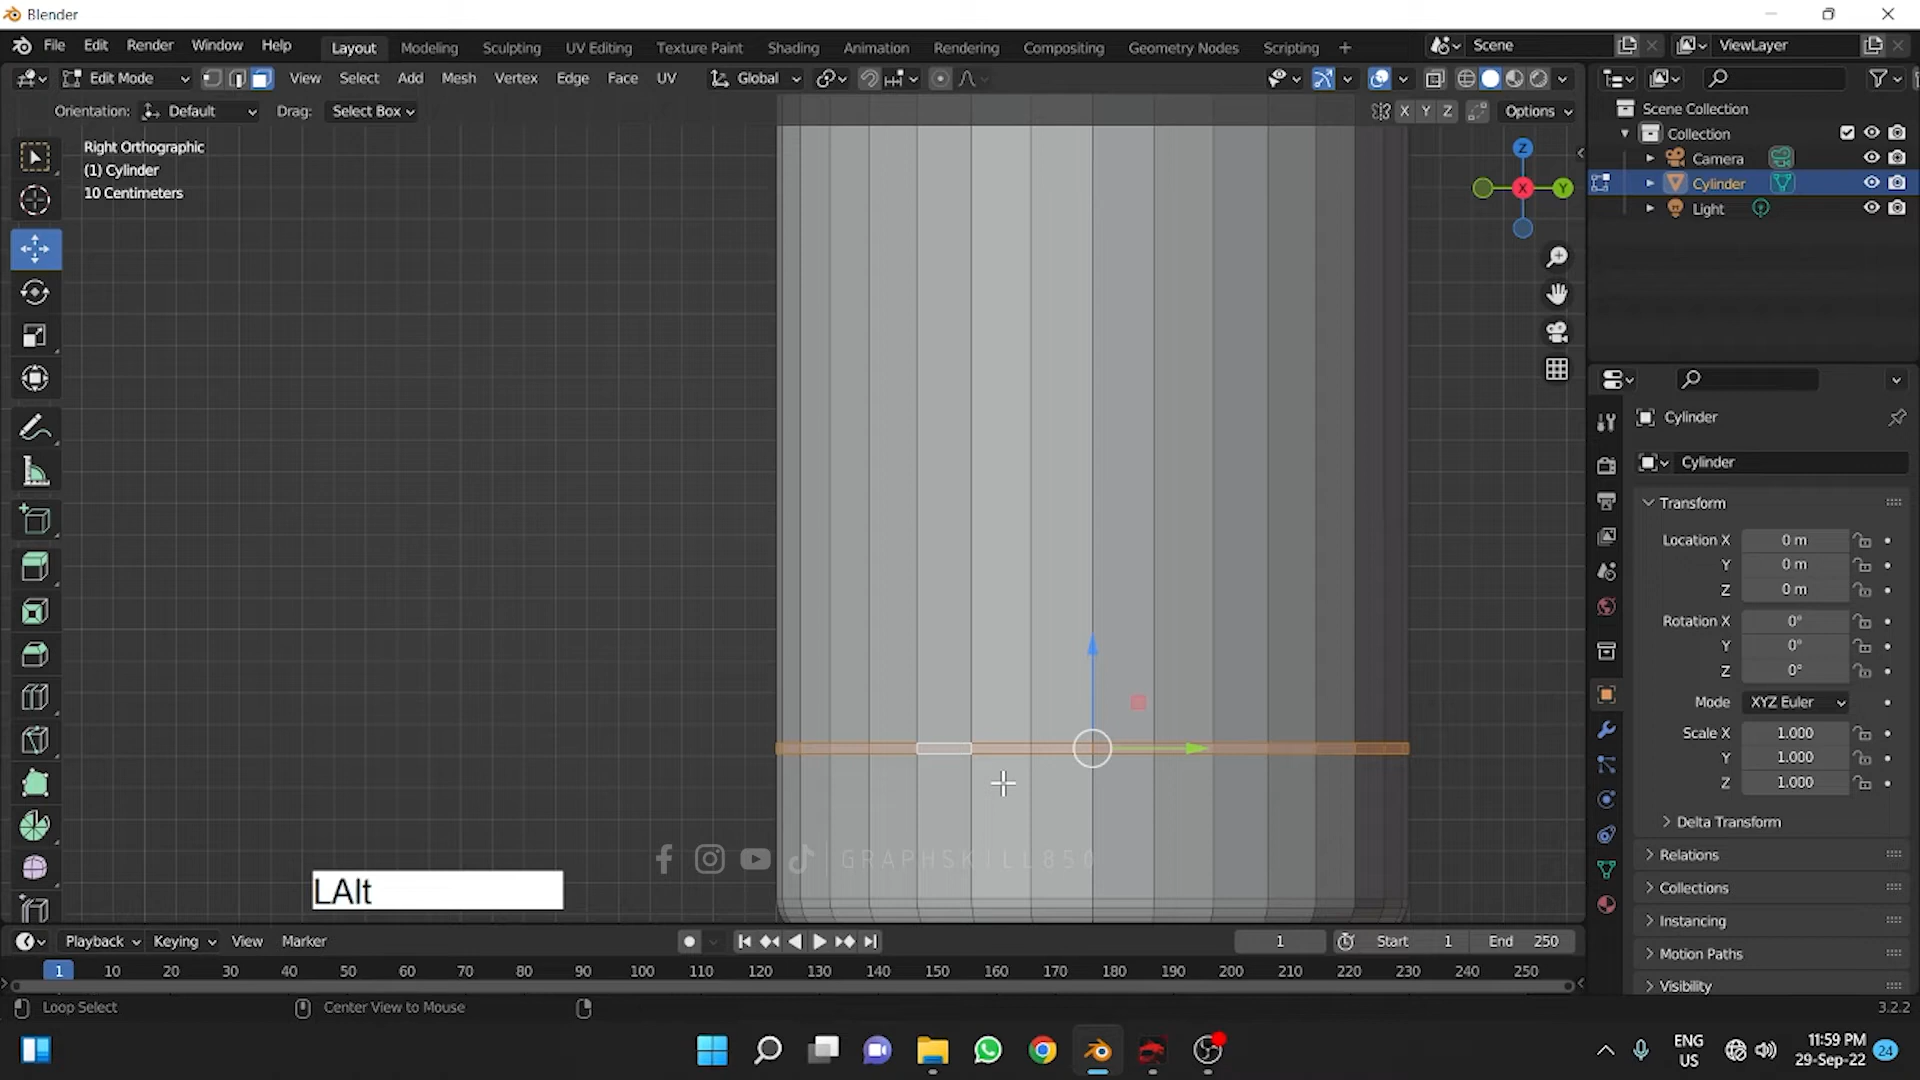 Blender
File Edit Render Window Help
Layout Modeling Sculpting UV Editing Texture Paint Shading Animation Rendering Compositing Geometry Nodes Scripting +
Scene
ViewLayer
Edit Mode View Select Add Mesh Vertex Edge Face UV Global
Orientation: Default Drag: Select Box
X Y Z Options
Right Orthographic
(1) Cylinder
10 Centimeters
Z
X
Y
Scene Collection
Collection
Camera
Cylinder
Light
Cylinder
Cylinder
Transform
Location X 0 m
Y 0 m
Z 0 m
Rotation X 0°
Y 0°
Z 0°
Mode XYZ Euler
Scale X 1.000
Y 1.000
Z 1.000
Delta Transform
Relations
Collections
Instancing
Motion Paths
Visibility
GRAPHSKILL850
LAlt
Playback Keying View Marker
1 Start 1 End 250
1 10 20 30 40 50 60 70 80 90 100 110 120 130 140 150 160 170 180 190 200 210 220 230 240 250
Loop Select Center View to Mouse
3.2.2
ENG
US
11:59 PM
29-Sep-22
24